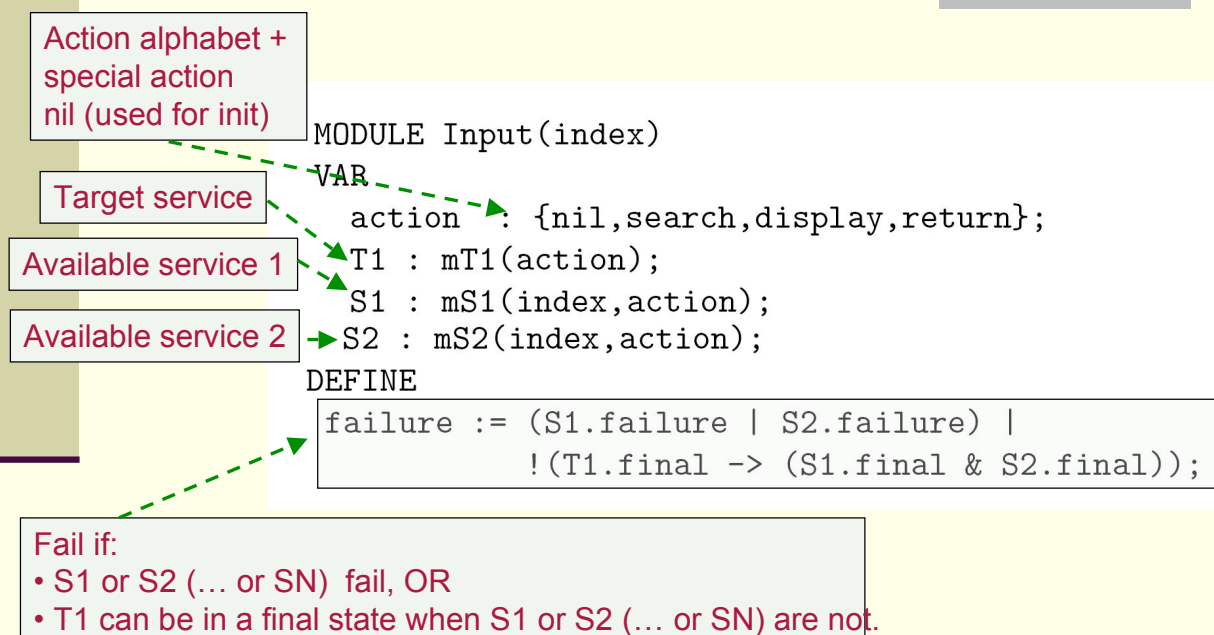 Action alphabet +
special action
nil (used for init)
Target service
Available service 1
Available service 2
MODULE Input(index)
VAR
action : {nil,search,display,return};
T1 : mT1(action);
S1 : mS1(index,action);
S2 : mS2(index,action);
DEFINE
failure := (S1.failure | S2.failure) |
!(T1.final -> (S1.final & S2.final));
Fail if:
• S1 or S2 (… or SN) fail, OR
• T1 can be in a final state when S1 or S2 (… or SN) are not.